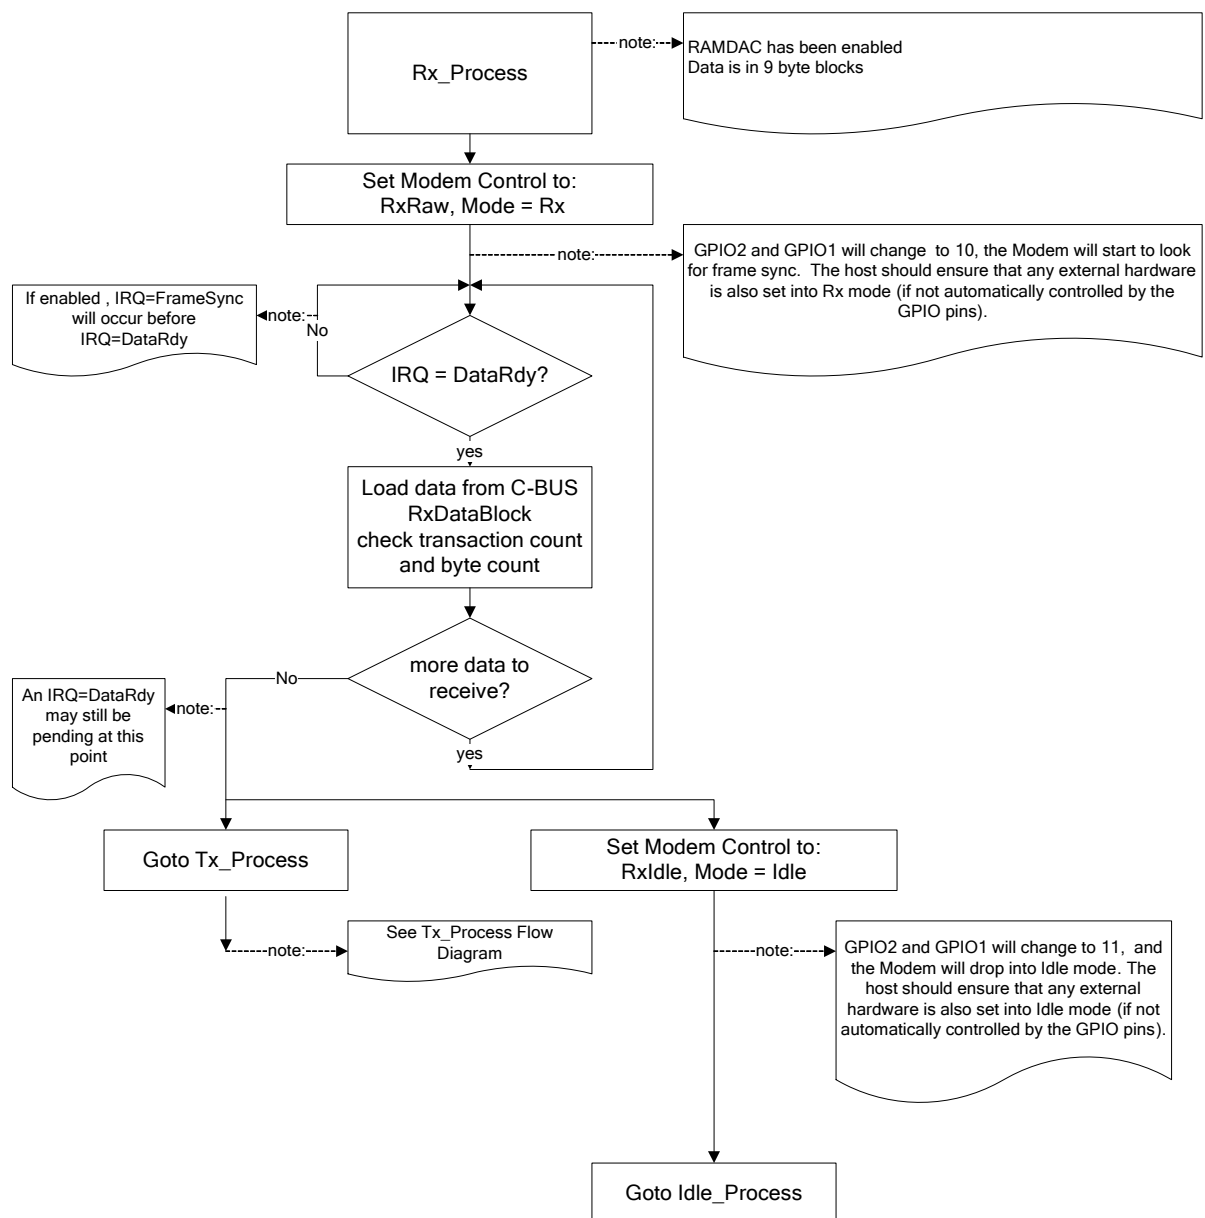 Rx_Process
note:
RAMDAC has been enabled
Data is in 9 byte blocks
Set Modem Control to:
RxRaw, Mode = Rx
note:
GPIO2 and GPIO1 will change  to 10, the Modem will start to look
for frame sync.  The host should ensure that any external hardware
is also set into Rx mode (if not automatically controlled by the
GPIO pins).
If enabled , IRQ=FrameSync
will occur before
IRQ=DataRdy
note:
No
IRQ = DataRdy?
yes
Load data from C-BUS
RxDataBlock
check transaction count
and byte count
more data to
receive?
No
yes
An IRQ=DataRdy
may still be
pending at this
point
note:
Goto Tx_Process
Set Modem Control to:
RxIdle, Mode = Idle
note:
See Tx_Process Flow
Diagram
note:
GPIO2 and GPIO1 will change to 11,  and
the Modem will drop into Idle mode. The
host should ensure that any external
hardware is also set into Idle mode (if not
automatically controlled by the GPIO pins).
Goto Idle_Process